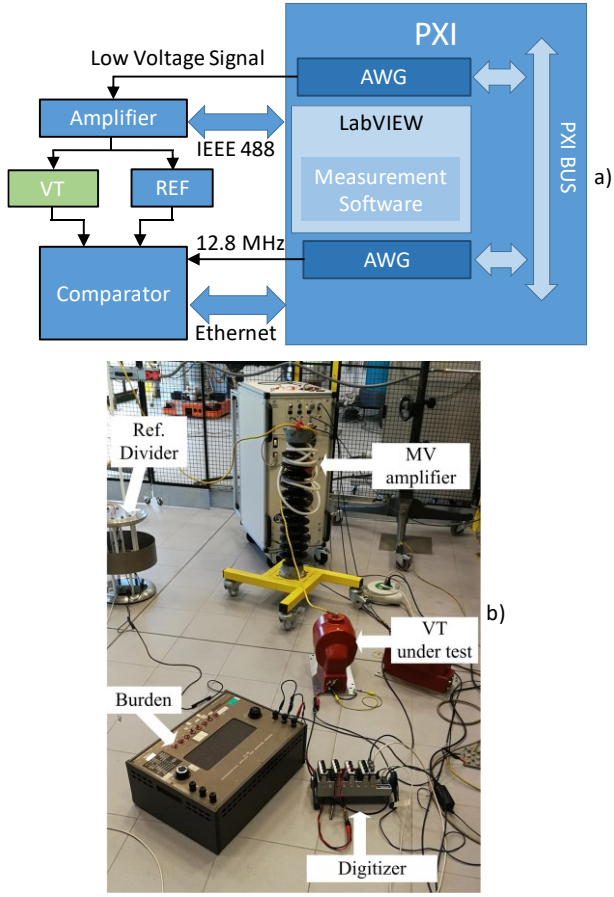 PXI
Low Voltage Signal
AWG
Amplifier
IEEE 488
LabVIEW
Measurement
Software
PXI BUS
a)
VT
REF
12.8 MHz
AWG
Comparator
Ethernet
Ref.
Divider
MV
amplifier
b)
VT
under test
Burden
Digitizer